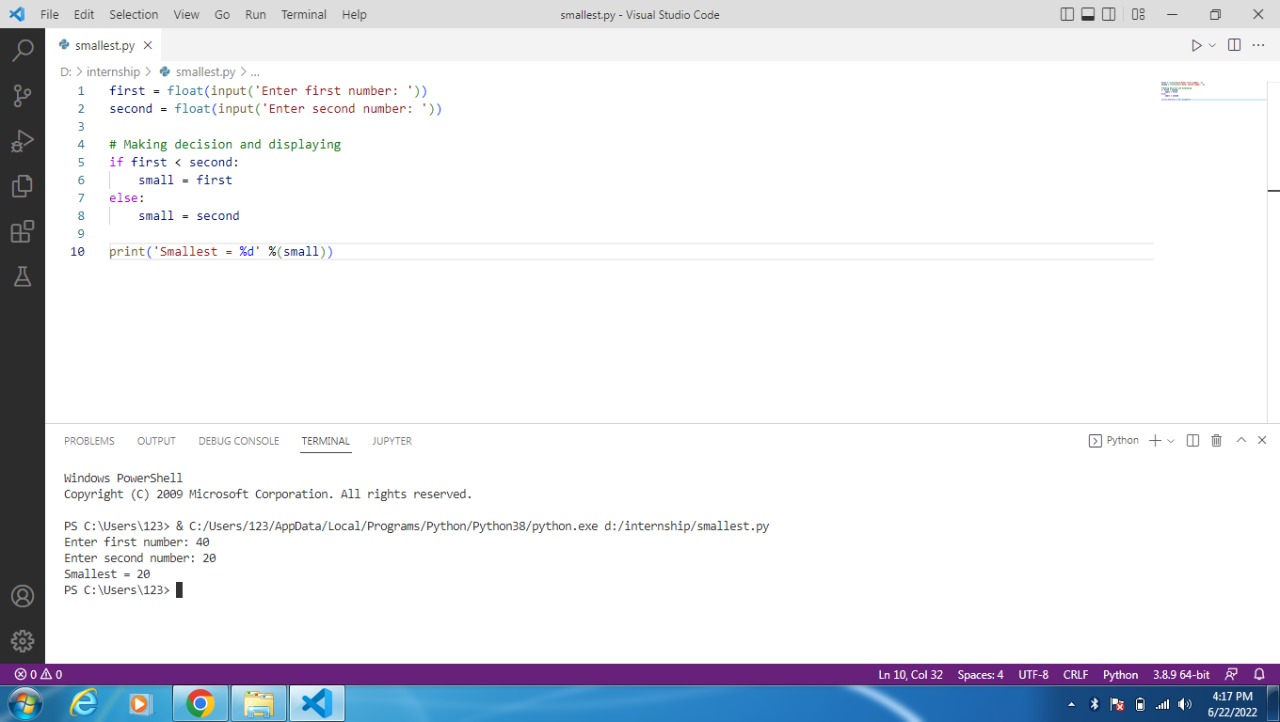 File Edit Selection View Go Run Terminal Help
smallest.py - Visual Studio Code
smallest.py
D: > internship > smallest.py > ...
1 first = float(input('Enter first number: '))
2 second = float(input('Enter second number: '))
3
4 # Making decision and displaying
5 if first < second:
6     small = first
7 else:
8     small = second
9
10 print('Smallest = %d' %(small))
PROBLEMS OUTPUT DEBUG CONSOLE TERMINAL JUPYTER
Python
Windows PowerShell
Copyright (C) 2009 Microsoft Corporation. All rights reserved.
PS C:\Users\123> & C:/Users/123/AppData/Local/Programs/Python/Python38/python.exe d:/internship/smallest.py
Enter first number: 40
Enter second number: 20
Smallest = 20
PS C:\Users\123>
0 0
Ln 10, Col 32 Spaces: 4 UTF-8 CRLF Python 3.8.9 64-bit
4:17 PM
6/22/2022